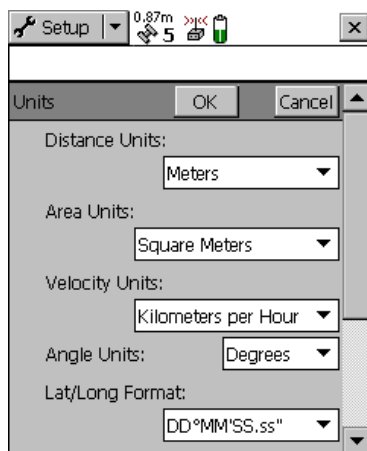 Setup
0.87m
5
Units OK Cancel
Distance Units:
Meters
Area Units:
Square Meters
Velocity Units:
Kilometers per Hour
Angle Units: Degrees
Lat/Long Format:
DD°MM'SS.ss"